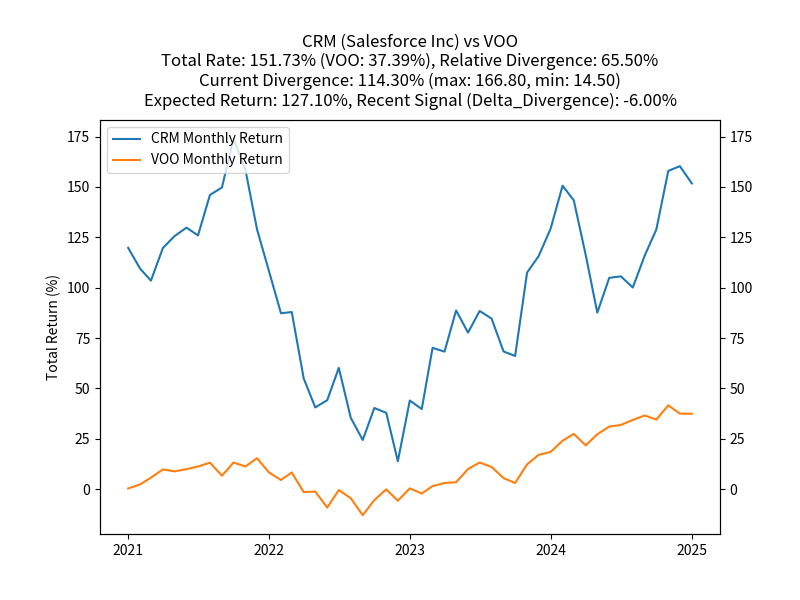 CRM (Salesforce Inc) vs VOO
Total Rate: 151.73% (VOO: 37.39%), Relative Divergence: 65.50%
Current Divergence: 114.30% (max: 166.80, min: 14.50)
Expected Return: 127.10%, Recent Signal (Delta_Divergence): -6.00%
CRM Monthly Return
VOO Monthly Return
Total Return (%)
175 175
150 150
125 125
100 100
75 75
50 50
25 25
0 0
2021 2022 2023 2024 2025